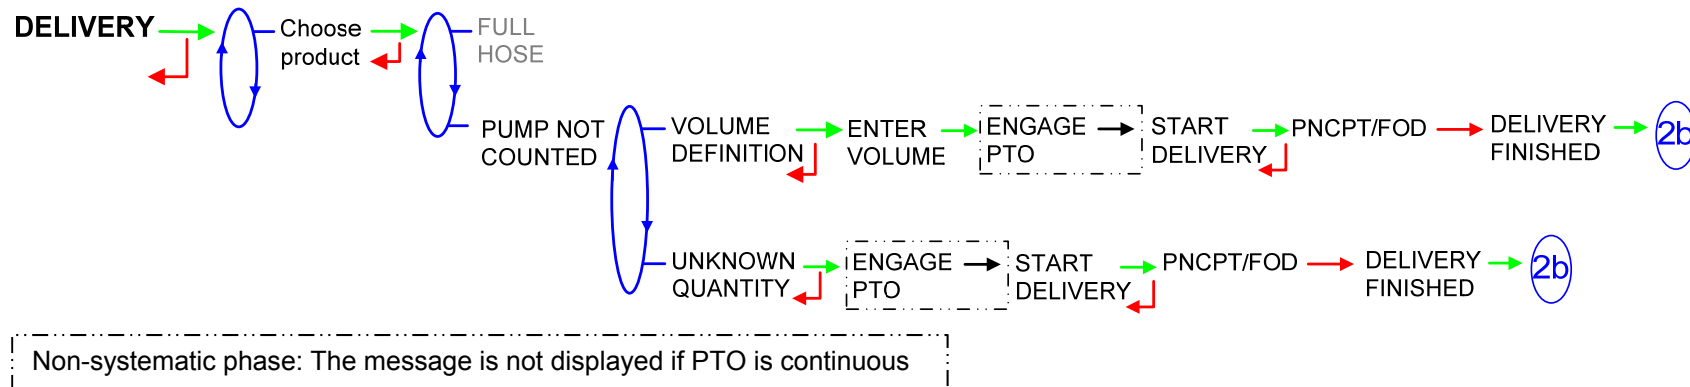 DELIVERY
Choose
product
FULL
HOSE
PUMP NOT
COUNTED
VOLUME
DEFINITION
ENTER
VOLUME
ENGAGE
PTO
START
DELIVERY
PNCPT/FOD
DELIVERY
FINISHED
2b
UNKNOWN
QUANTITY
ENGAGE
PTO
START
DELIVERY
PNCPT/FOD
DELIVERY
FINISHED
2b
Non-systematic phase: The message is not displayed if PTO is continuous